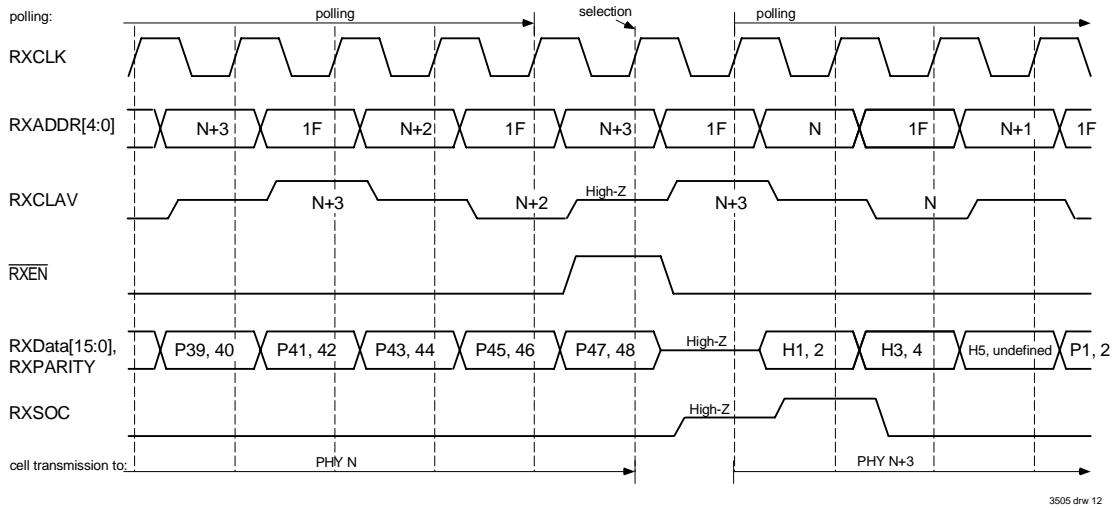 polling: polling selection polling
RXCLK
RXADDR[4:0] N+3 1F N+2 1F N+3 1F N 1F N+1 1F
RXCLAV N+3 N+2 High-Z N+3 N
RXEN
RXData[15:0], RXPARITY P39, 40 P41, 42 P43, 44 P45, 46 P47, 48 High-Z H1, 2 H3, 4 H5, undefined P1, 2
RXSOC High-Z
cell transmission to: PHY N PHY N+3
3505 drw 12